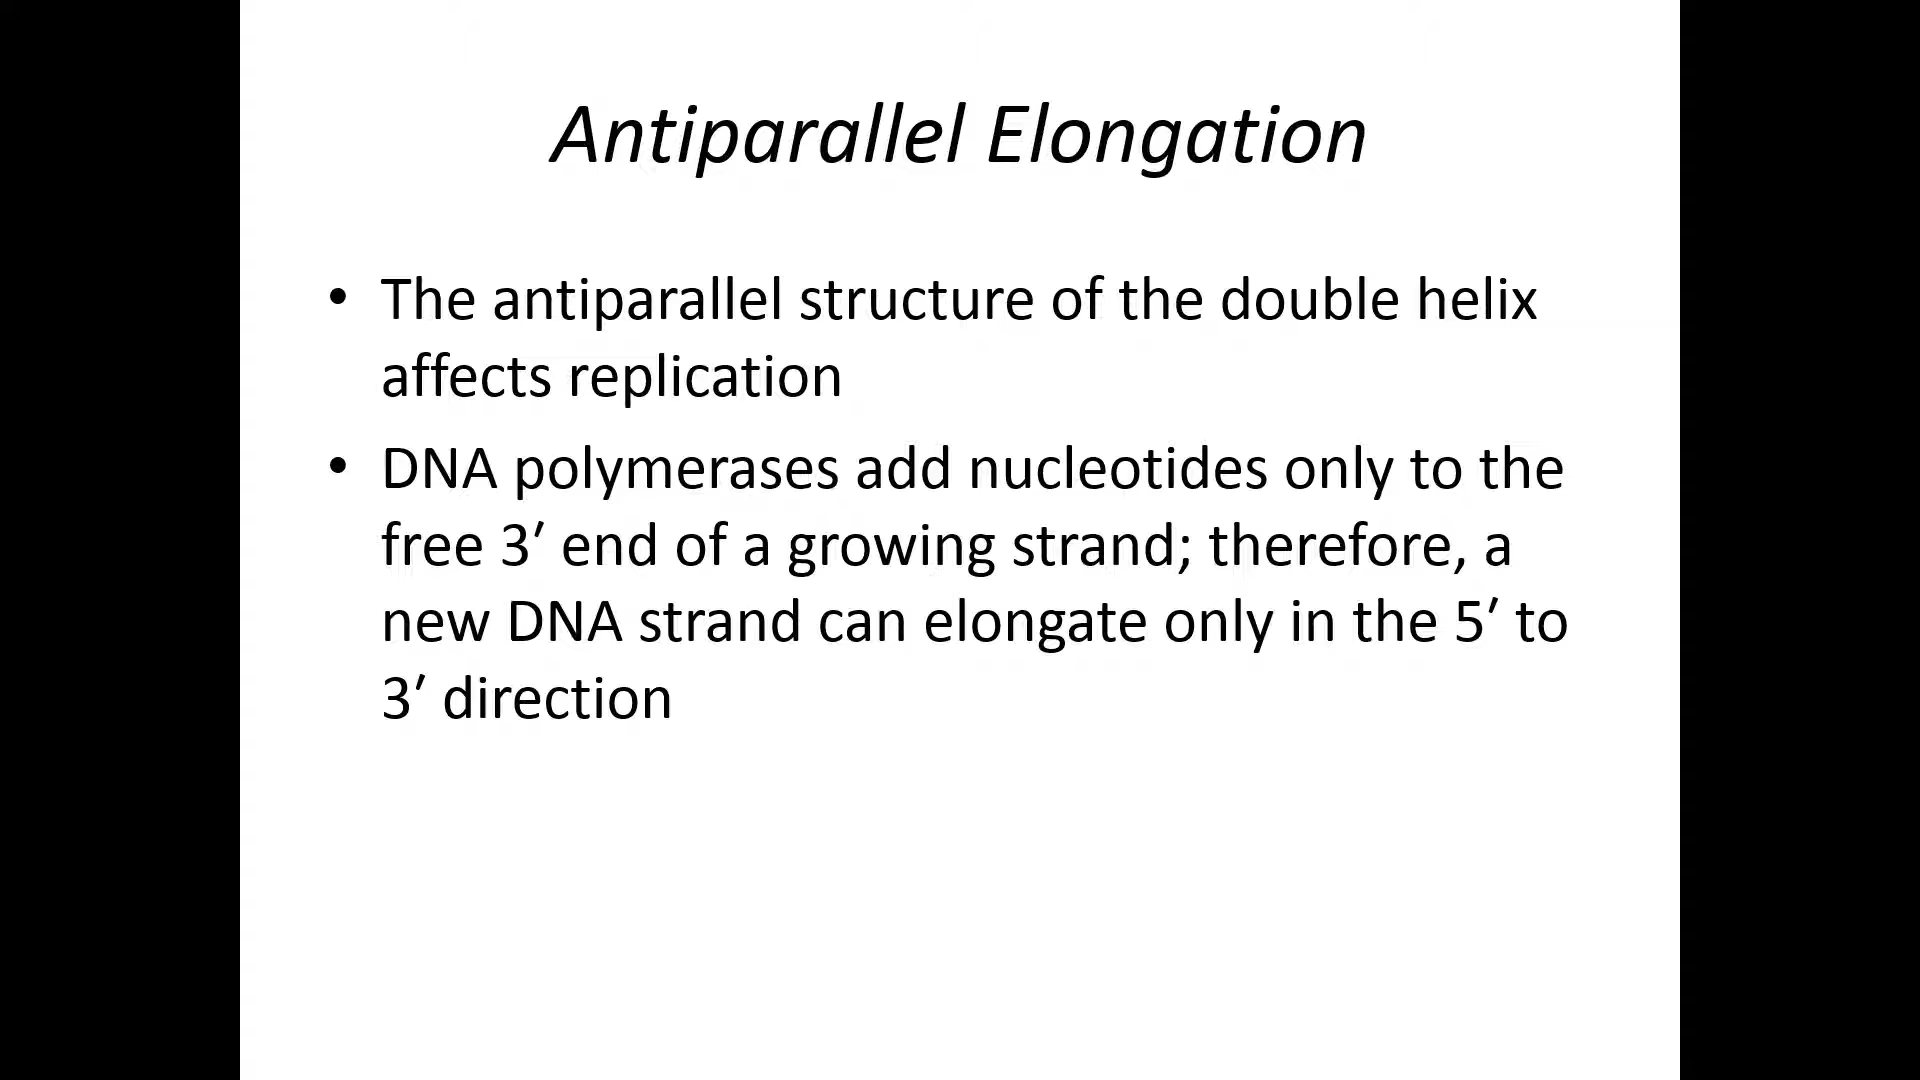 Antiparallel Elongation
• The antiparallel structure of the double helix
affects replication
• DNA polymerases add nucleotides only to the
free 3′ end of a growing strand; therefore, a
new DNA strand can elongate only in the 5′ to
3′ direction